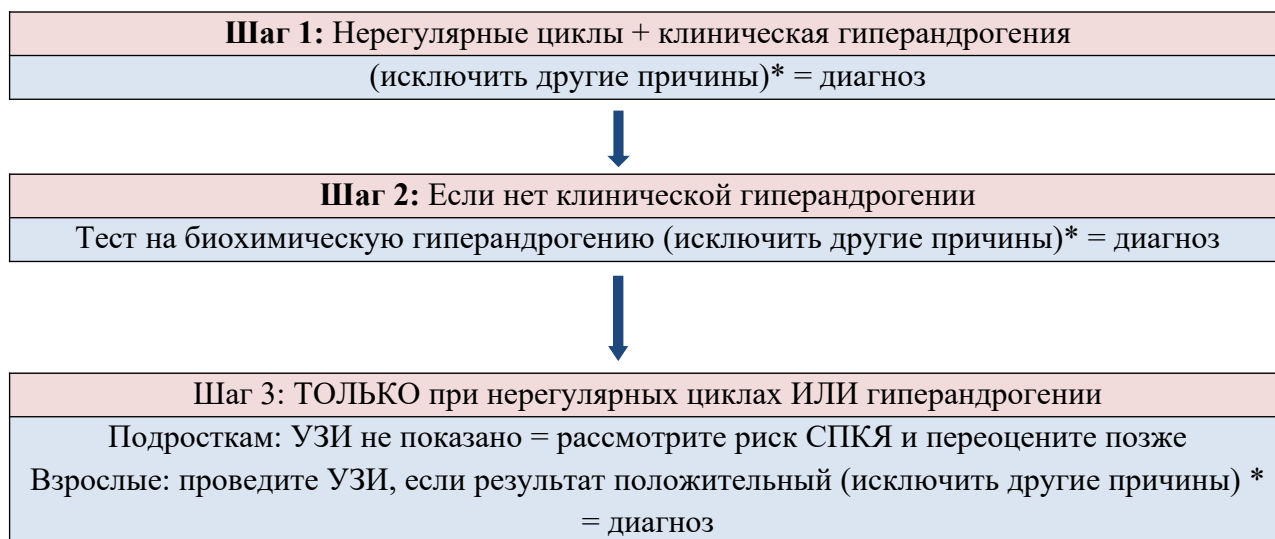 Шаг 1: Нерегулярные циклы + клиническая гиперандрогения
(исключить другие причины)* = диагноз
Шаг 2: Если нет клинической гиперандрогении
Тест на биохимическую гиперандрогению (исключить другие причины)* = диагноз
Шаг 3: ТОЛЬКО при нерегулярных циклах ИЛИ гиперандрогении
Подросткам: УЗИ не показано = рассмотрите риск СПКЯ и переоцените позже
Взрослые: проведите УЗИ, если результат положительный (исключить другие причины) *
= диагноз